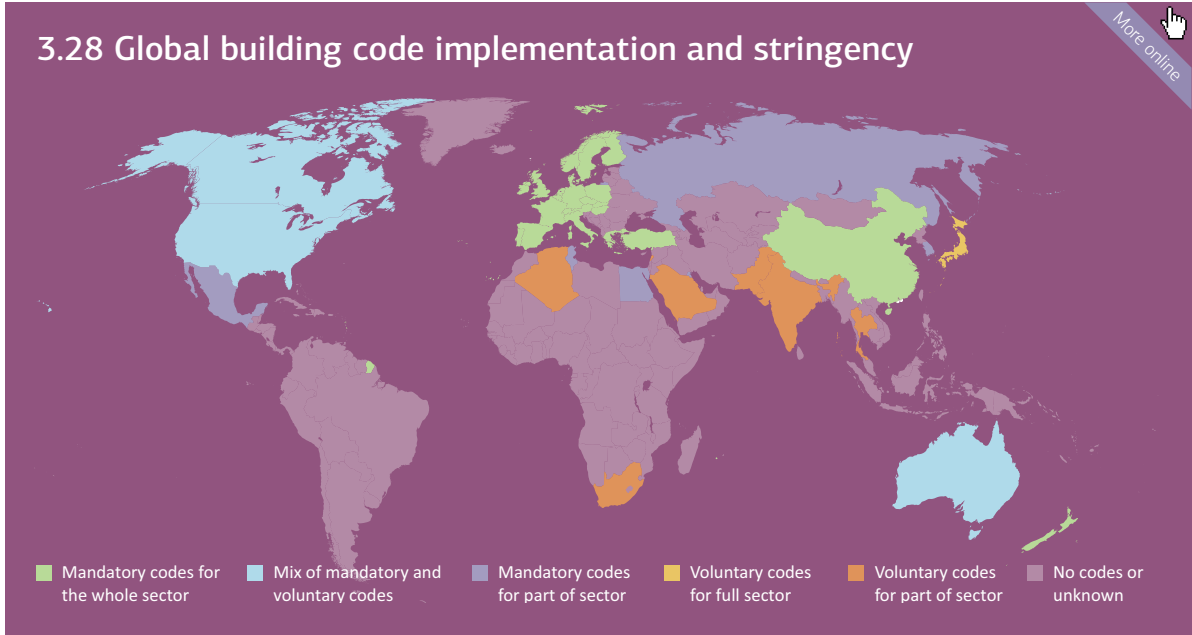 More online
3.28 Global building code implementation and stringency
Mandatory codes for
the whole sector
Mix of mandatory and
voluntary codes
Mandatory codes
for part of sector
Voluntary codes
for full sector
Voluntary codes
for part of sector
No codes or
unknown